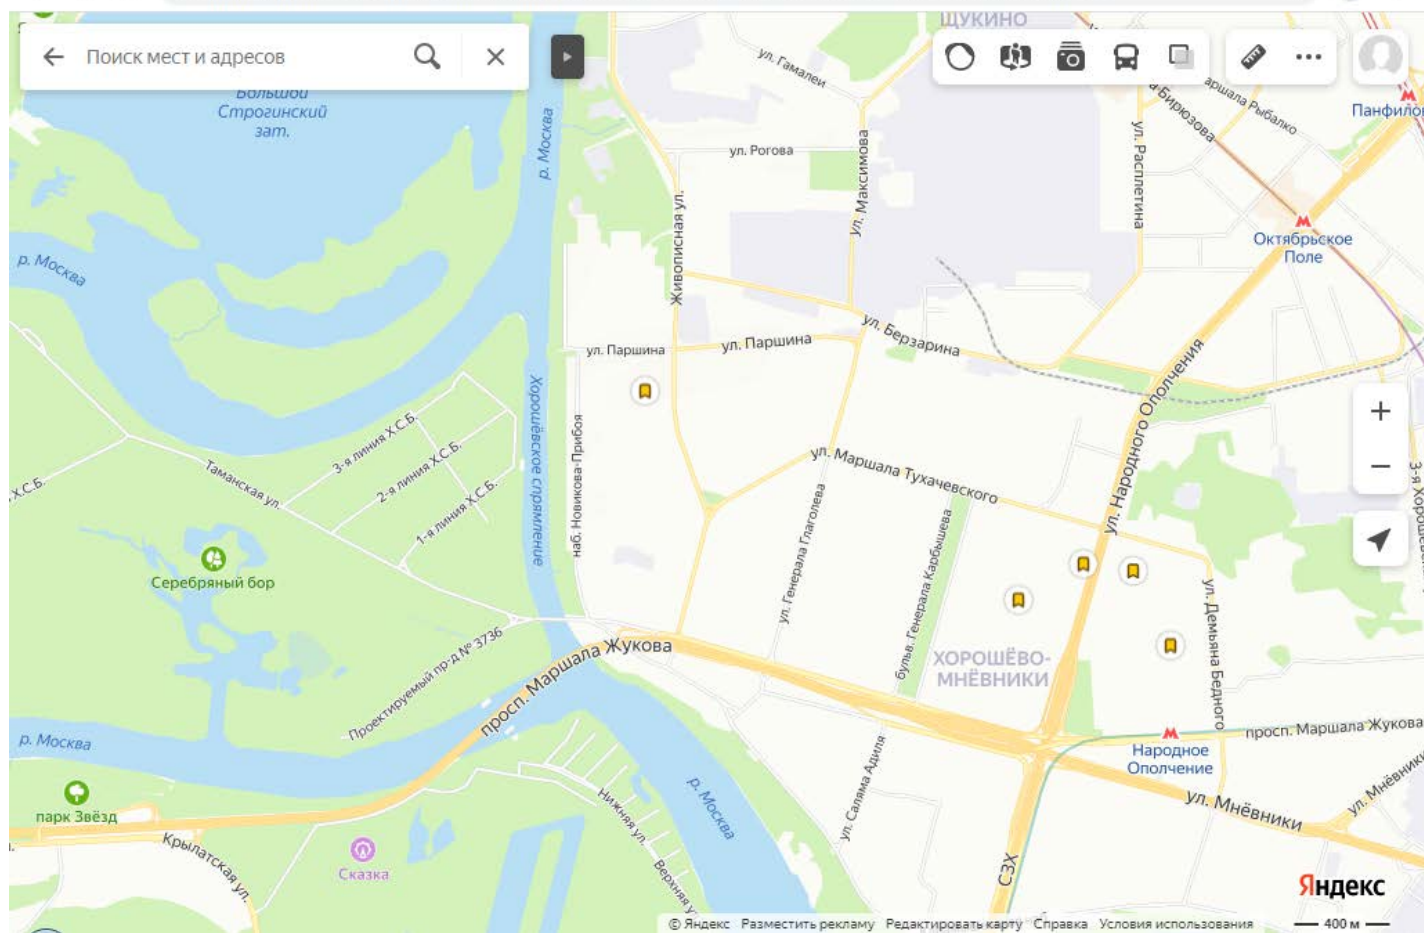 ЩУКИНО
Поиск мест и адресов
ул. Гамалеи
Большой
Строгинский
зат.
р. Москва
ул. Рогова
ул. Максимова
Живописная ул.
ул. Расплетина
Панфилов
Октябрьское
Поле
р. Москва
ул. Берзарина
ул. Паршина
ул. Паршина
ул. Народного Ополчения
Хорошёвское спрямление
наб. Новикова-Прибоя
3-я линия Х.С.Б.
2-я линия Х.С.Б.
1-я линия Х.С.Б.
Таманская ул.
Х.С.Б.
ул. Маршала Тухачевского
ул. Генерала Глаголева
бульв. Генерала Карбышева
ул. Демьяна Бедного
Серебряный бор
Проектируемый пр-д № 3736
просп. Маршала Жукова
ХОРОШЁВО-
МНЁВНИКИ
р. Москва
просп. Маршала Жукова
Народное
Ополчение
ул. Мнёвники
ул. Мнёвники
ул. Саляма Адиля
р. Москва
Нижняя ул.
парк Звёзд
Крылатская ул.
Сказка
СЗХ
Яндекс
© Яндекс Разместить рекламу Редактировать карту Справка Условия использования 400 м